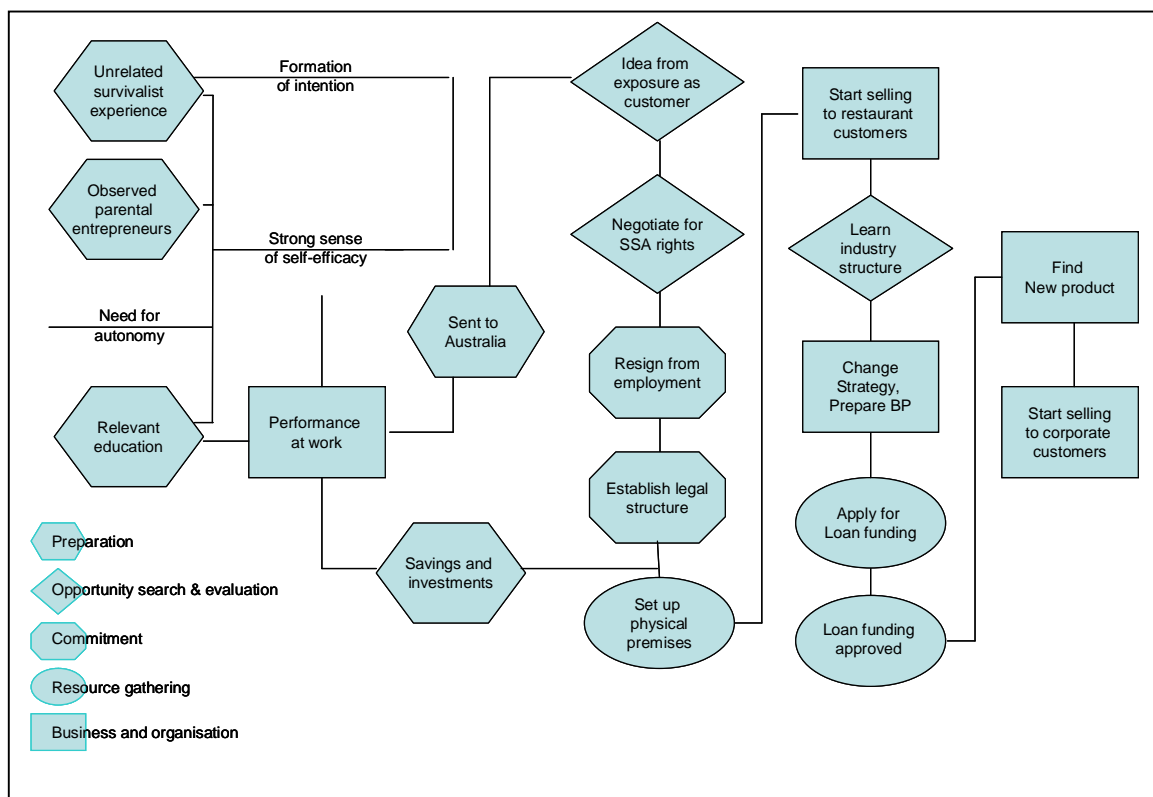 Unrelated
survivalist
experience
Formation
of intention
Observed
parental
entrepreneurs
Strong sense
of self-efficacy
Need for
autonomy
Relevant
education
Performance
at work
Sent to
Australia
Savings and
investments
Idea from
exposure as
customer
Negotiate for
SSA rights
Resign from
employment
Establish legal
structure
Set up
physical
premises
Start selling
to restaurant
customers
Learn
industry
structure
Change
Strategy,
Prepare BP
Apply for
Loan funding
Loan funding
approved
Find
New product
Start selling
to corporate
customers
Preparation
Opportunity search & evaluation
Commitment
Resource gathering
Business and organisation